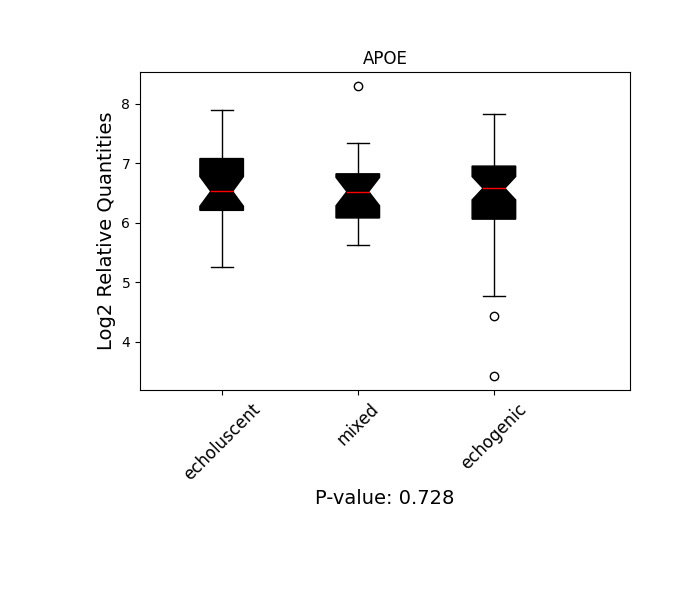 APOE
Log2 Relative Quantities
8
7
6
5
4
echoluscent
mixed
echogenic
P-value: 0.728